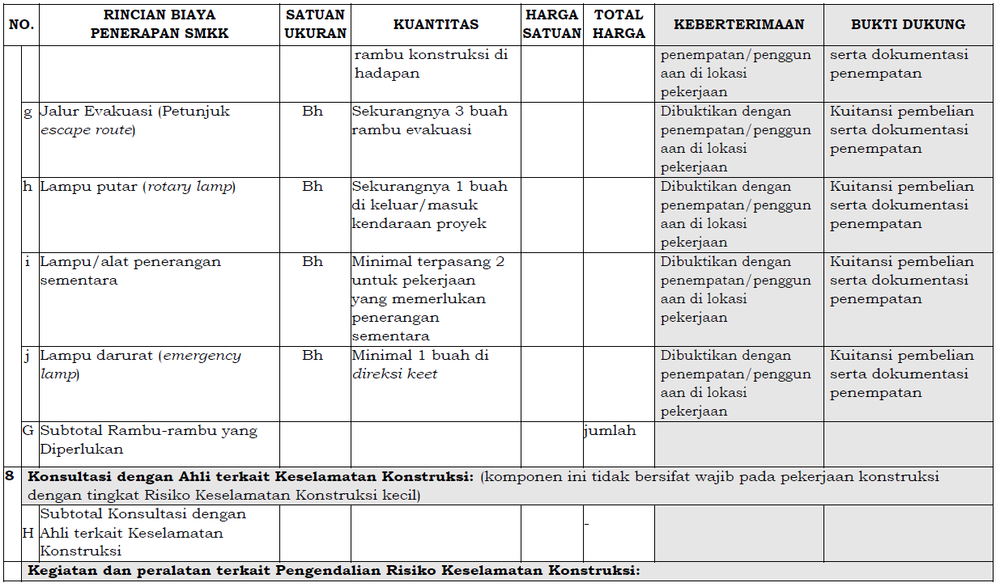 NO.
RINCIAN BIAYA
PENERAPAN SMKK
SATUAN
UKURAN
KUANTITAS
HARGA
SATUAN
TOTAL
HARGA
KEBERTERIMAAN
BUKTI DUKUNG
rambu konstruksi di
hadapan
penempatan/penggun
aan di lokasi
pekerjaan
serta dokumentasi
penempatan
g
Jalur Evakuasi (Petunjuk
escape route)
Bh
Sekurangnya 3 buah
rambu evakuasi
Dibuktikan dengan
penempatan/penggun
aan di lokasi
pekerjaan
Kuitansi pembelian
serta dokumentasi
penempatan
h
Lampu putar (rotary lamp)
Bh
Sekurangnya 1 buah
di keluar/masuk
kendaraan proyek
Dibuktikan dengan
penempatan/penggun
aan di lokasi
pekerjaan
Kuitansi pembelian
serta dokumentasi
penempatan
i
Lampu/alat penerangan
sementara
Bh
Minimal terpasang 2
untuk pekerjaan
yang memerlukan
penerangan
sementara
Dibuktikan dengan
penempatan/penggun
aan di lokasi
pekerjaan
Kuitansi pembelian
serta dokumentasi
penempatan
j
Lampu darurat (emergency
lamp)
Bh
Minimal 1 buah di
direksi keet
Dibuktikan dengan
penempatan/penggun
aan di lokasi
pekerjaan
Kuitansi pembelian
serta dokumentasi
penempatan
G
Subtotal Rambu-rambu yang
Diperlukan
jumlah
8
Konsultasi dengan Ahli terkait Keselamatan Konstruksi: (komponen ini tidak bersifat wajib pada pekerjaan konstruksi
dengan tingkat Risiko Keselamatan Konstruksi kecil)
H
Subtotal Konsultasi dengan
Ahli terkait Keselamatan
Konstruksi
-
Kegiatan dan peralatan terkait Pengendalian Risiko Keselamatan Konstruksi: